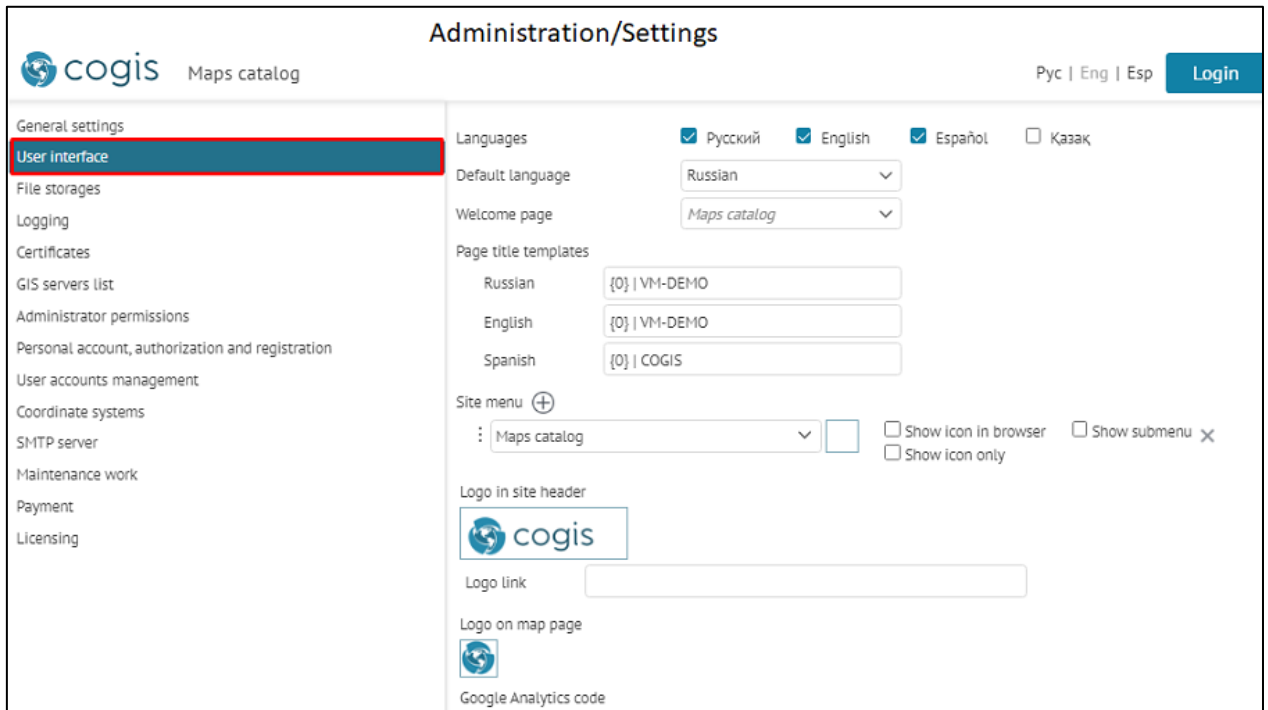 Administration/Settings
cogis Maps catalog Рус | Eng | Esp Login
General settings
User interface
File storages
Logging
Certificates
GIS servers list
Administrator permissions
Personal account, authorization and registration
User accounts management
Coordinate systems
SMTP server
Maintenance work
Payment
Licensing
Languages Русский English Español Қазақ
Default language Russian
Welcome page Maps catalog
Page title templates
Russian {0} | VM-DEMO
English {0} | VM-DEMO
Spanish {0} | COGIS
Site menu
Maps catalog Show icon in browser Show submenu
Show icon only
Logo in site header
cogis
Logo link
Logo on map page
Google Analytics code